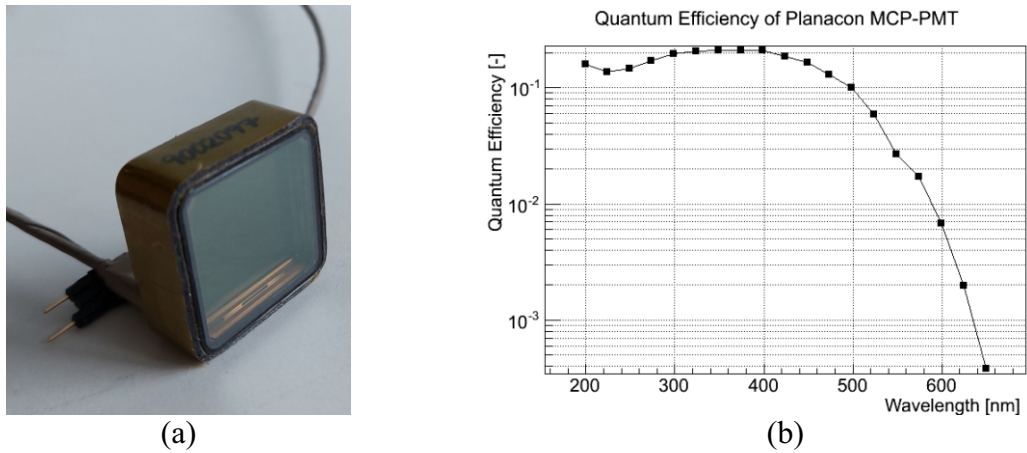 9002097
Quantum Efficiency of Planacon MCP-PMT
Quantum Efficiency [-]
10⁻¹
10⁻²
10⁻³
200 300 400 500 600
Wavelength [nm]
(a)
(b)